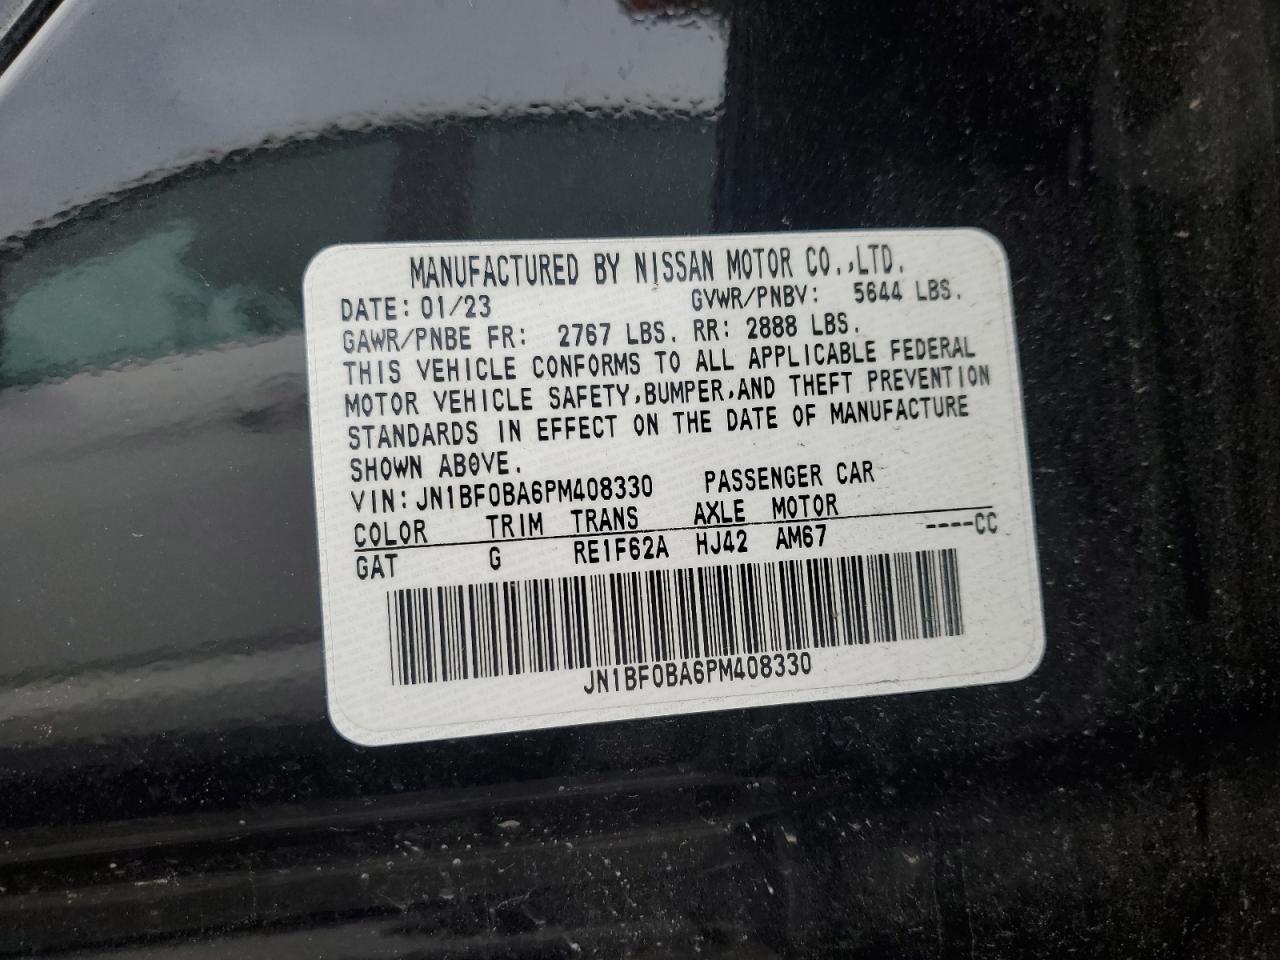 MANUFACTURED BY NISSAN MOTOR CO.,LTD.
DATE: 01/23 GVWR/PNBV: 5644 LBS.
GAWR/PNBE FR: 2767 LBS. RR: 2888 LBS.
THIS VEHICLE CONFORMS TO ALL APPLICABLE FEDERAL
MOTOR VEHICLE SAFETY,BUMPER,AND THEFT PREVENTION
STANDARDS IN EFFECT ON THE DATE OF MANUFACTURE
SHOWN ABOVE.
VIN: JN1BF0BA6PM408330 PASSENGER CAR
COLOR TRIM TRANS AXLE MOTOR
GAT G RE1F62A HJ42 AM67 ----CC
JN1BF0BA6PM408330